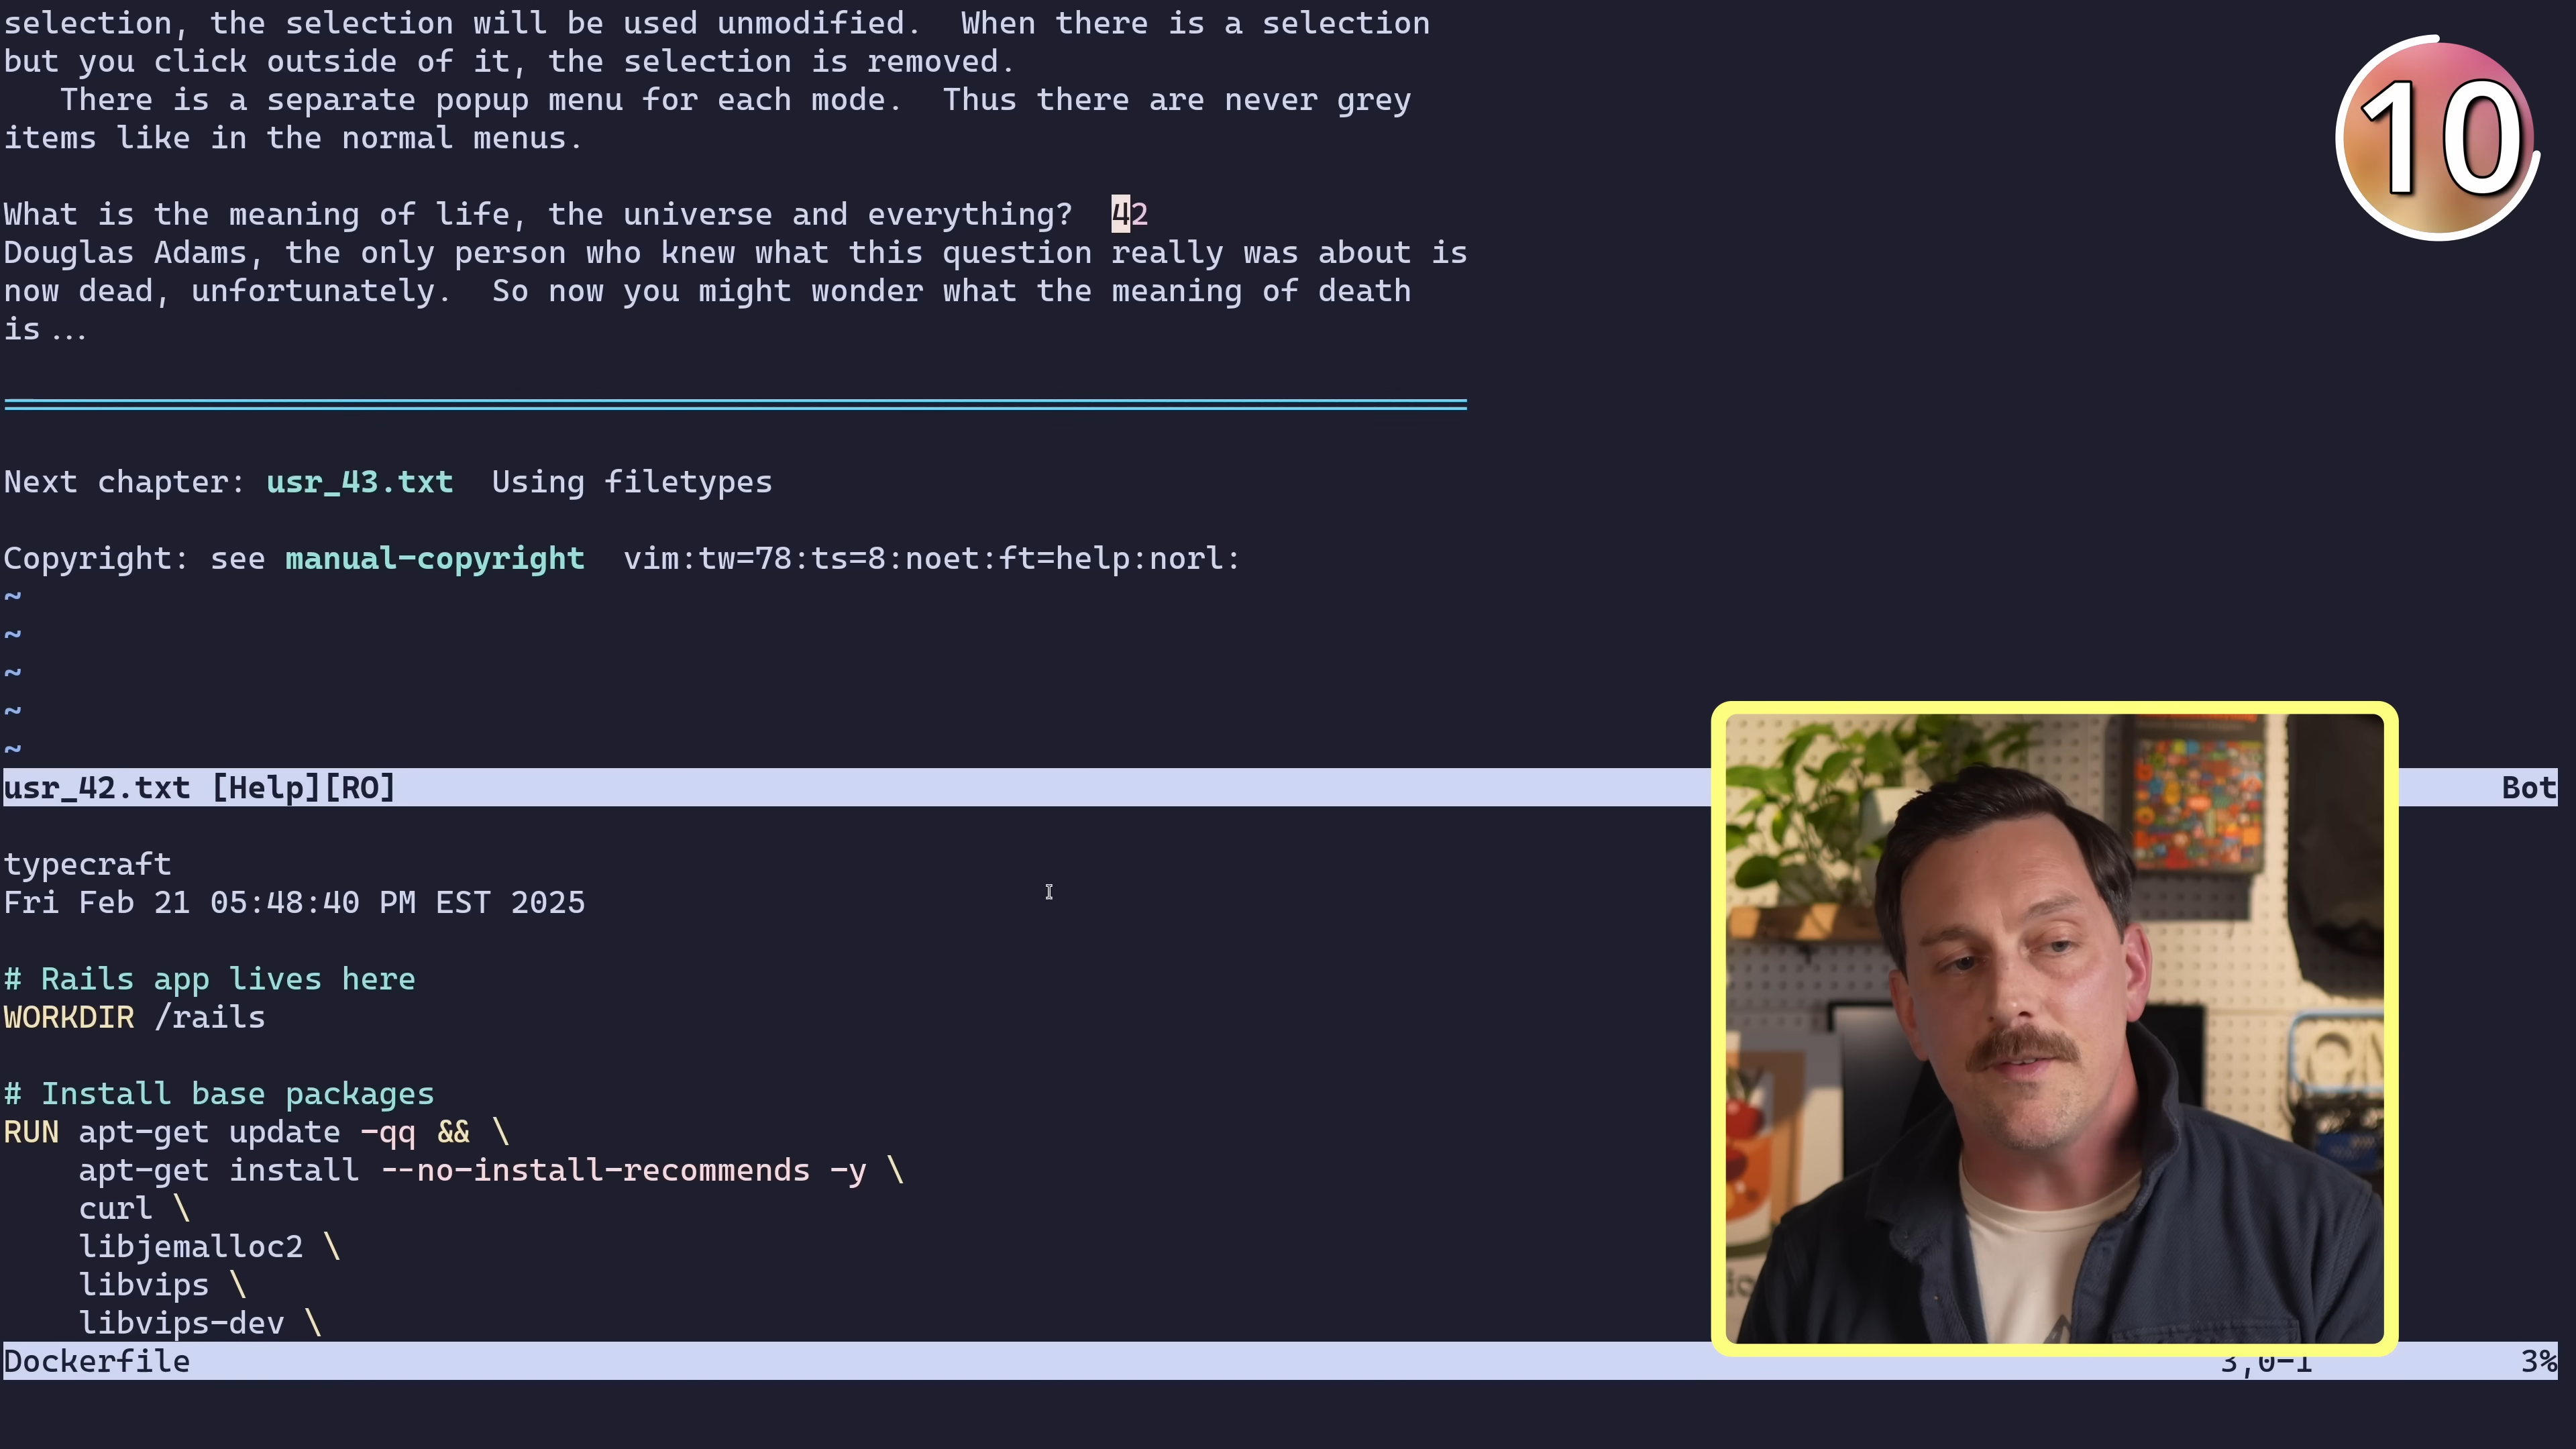 selection, the selection will be used unmodified.  When there is a selection
but you click outside of it, the selection is removed.
   There is a separate popup menu for each mode.  Thus there are never grey
items like in the normal menus.
10
What is the meaning of life, the universe and everything?  42
Douglas Adams, the only person who knew what this question really was about is
now dead, unfortunately.  So now you might wonder what the meaning of death
is...
Next chapter: usr_43.txt  Using filetypes
Copyright: see manual-copyright  vim:tw=78:ts=8:noet:ft=help:norl:
~
~
~
~
~
usr_42.txt [Help][RO] Bot
typecraft
Fri Feb 21 05:48:40 PM EST 2025
# Rails app lives here
WORKDIR /rails
# Install base packages
RUN apt-get update -qq && \
    apt-get install --no-install-recommends -y \
    curl \
    libjemalloc2 \
    libvips \
    libvips-dev \
Dockerfile 3,0-1 3%